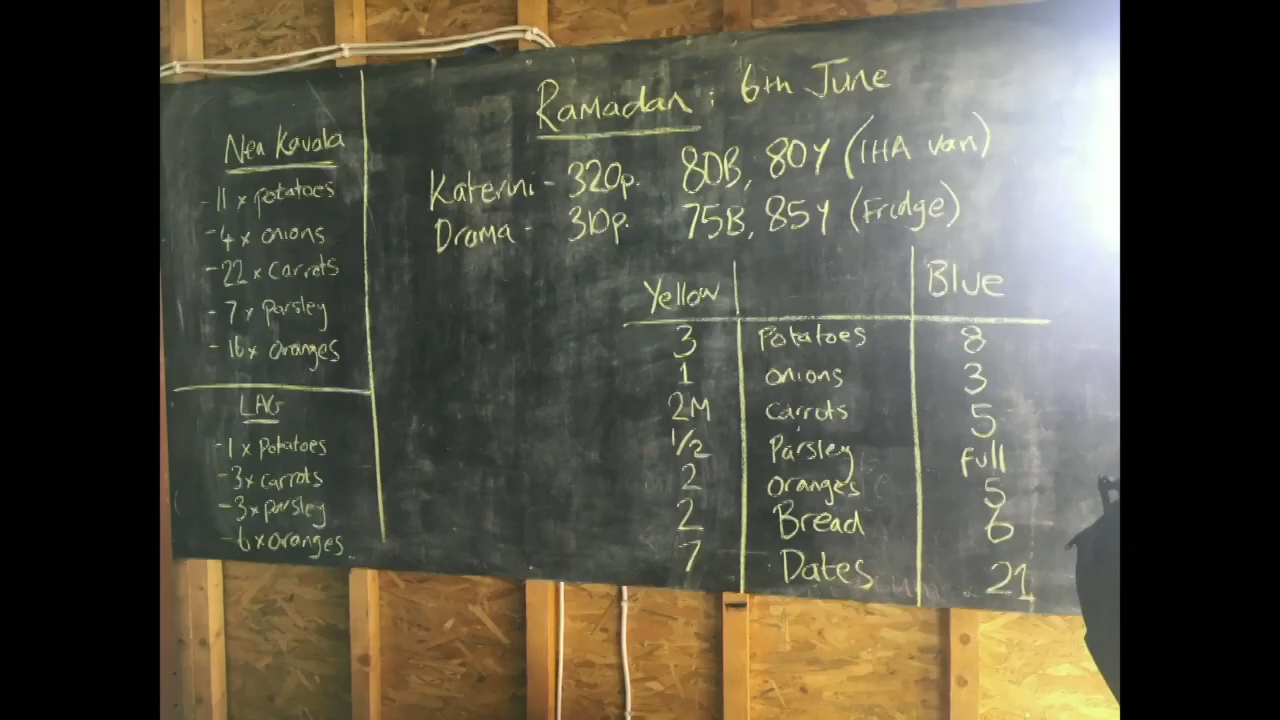 Nea Kavala
- 11 x potatoes
- 4 x onions
- 22 x carrots
- 7 x parsley
- 16 x oranges
LAG
- 1 x potatoes
- 3 x carrots
- 3 x parsley
- 6 x oranges
Ramadan : 6th June
Katerini - 320p. 80B, 80Y (IHA van)
Drama - 310p. 75B, 85Y (Fridge)
Yellow Blue
3 Potatoes 8
1 onions 3
2M carrots 5
1/2 Parsley full
2 oranges 5
2 Bread 6
7 Dates 21